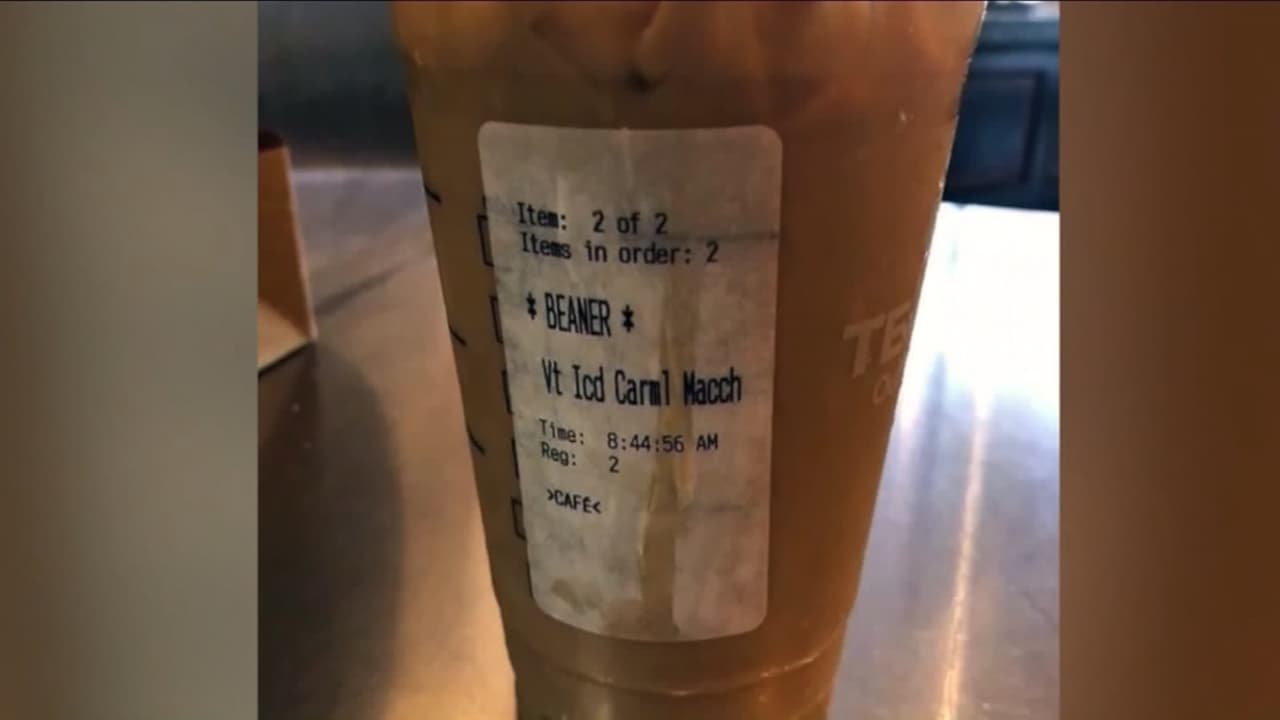 Item: 2 of 2
Items in order: 2
* BEANER *
Vt Icd Carml Macch
Time: 8:44:56 AM
Reg: 2
>CAFÉ<